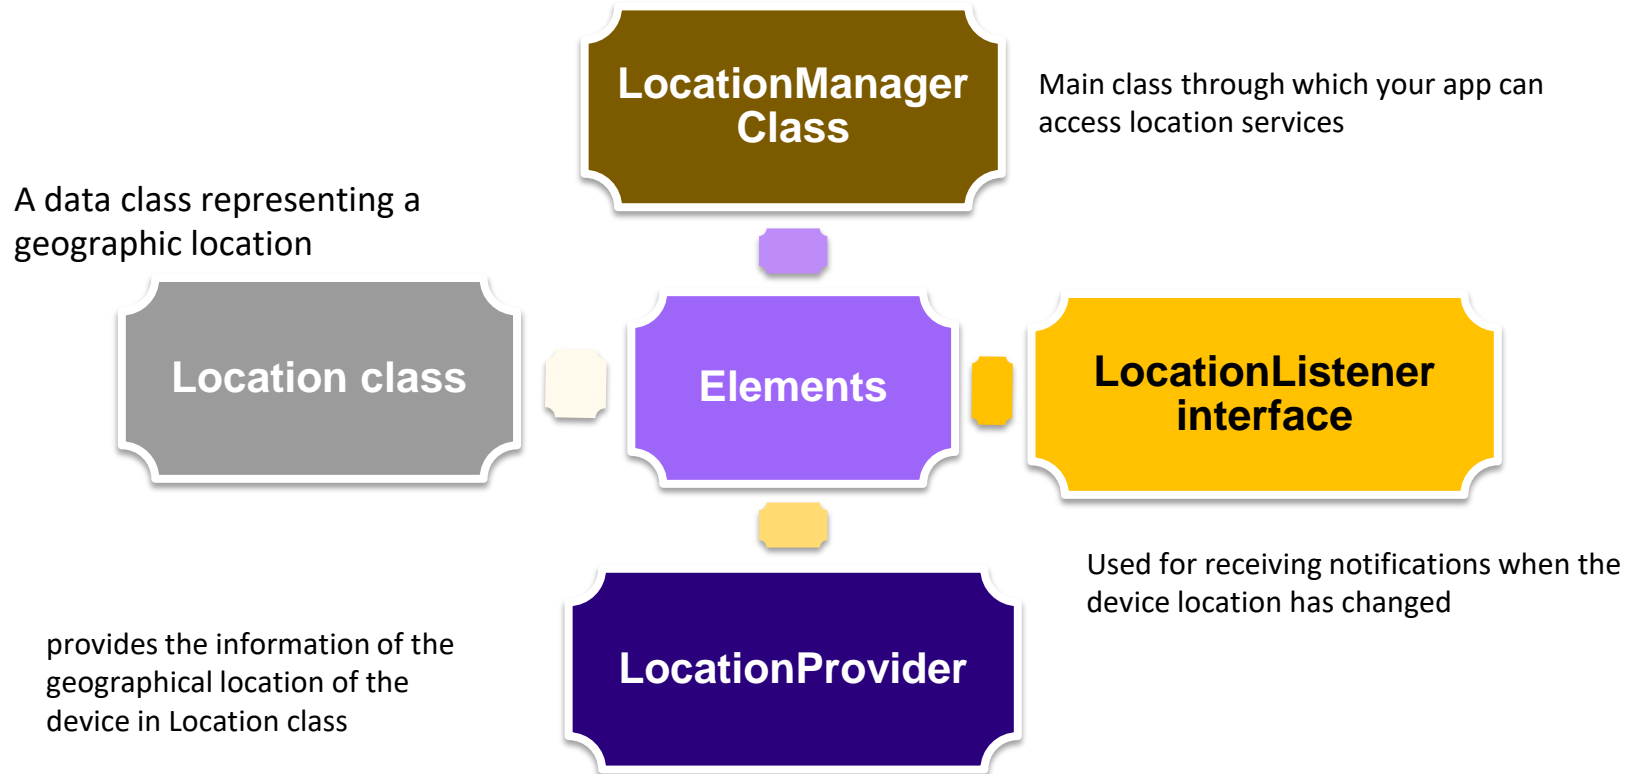 LocationManager
Class
Main class through which your app can
access location services
A data class representing a
geographic location
Location class
Elements
LocationListener
interface
Used for receiving notifications when the
device location has changed
provides the information of the
geographical location of the
device in Location class
LocationProvider